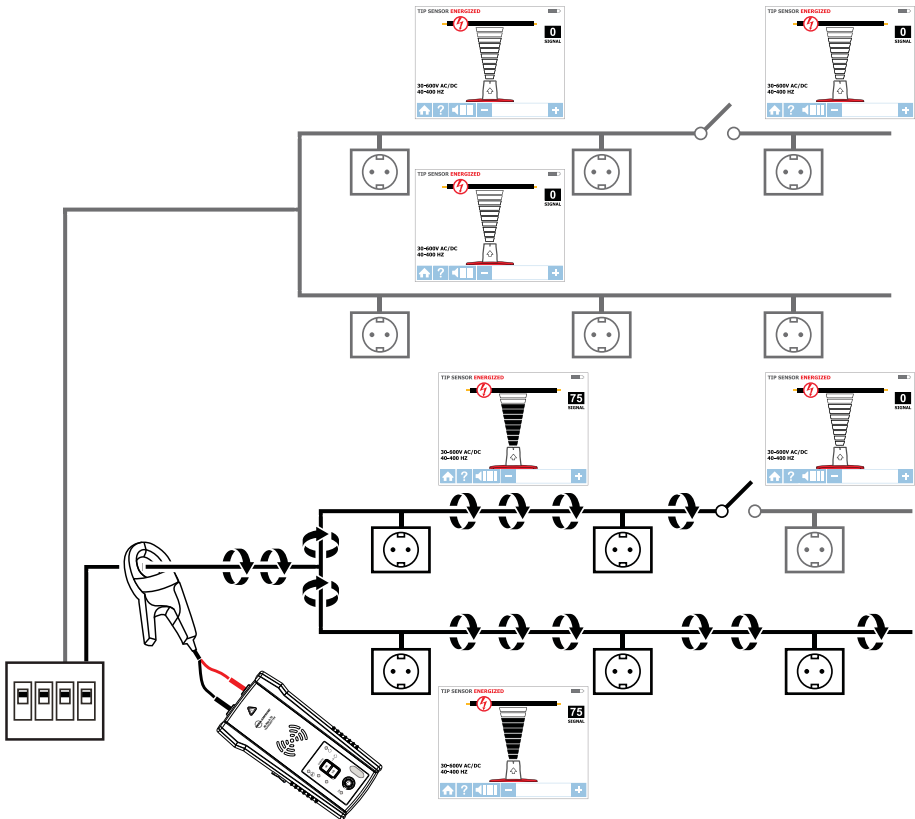 TIP SENSOR ENERGIZED
0
SIGNAL
30-600V AC/DC
40-400 HZ
?
TIP SENSOR ENERGIZED
0
SIGNAL
30-600V AC/DC
40-400 HZ
?
TIP SENSOR ENERGIZED
0
SIGNAL
30-600V AC/DC
40-400 HZ
?
TIP SENSOR ENERGIZED
75
SIGNAL
30-600V AC/DC
40-400 HZ
?
TIP SENSOR ENERGIZED
0
SIGNAL
30-600V AC/DC
40-400 HZ
?
TIP SENSOR ENERGIZED
75
SIGNAL
30-600V AC/DC
40-400 HZ
?